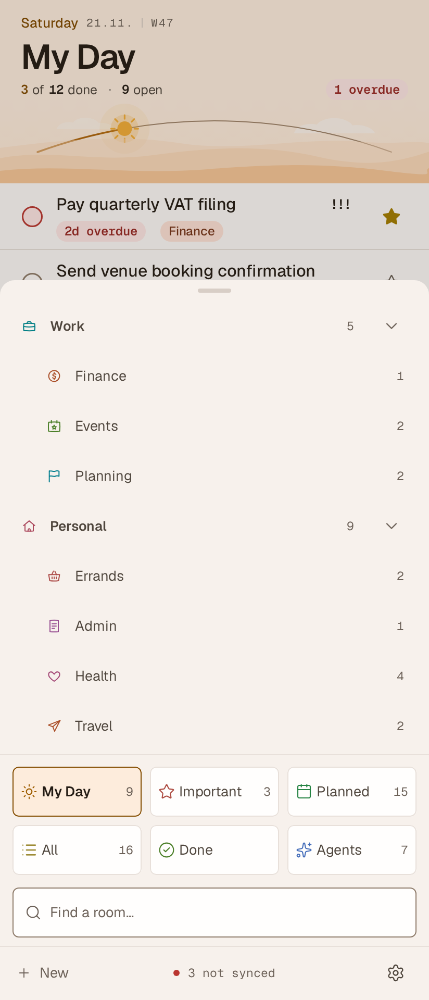 Saturday 21.11. | W47
My Day
3 of 12 done · 9 open
1 overdue
Pay quarterly VAT filing !!!
2d overdue Finance
Send venue booking confirmation
Work 5
Finance 1
Events 2
Planning 2
Personal 9
Errands 2
Admin 1
Health 4
Travel 2
My Day 9
Important 3
Planned 15
All 16
Done
Agents 7
Find a room…
+ New
3 not synced